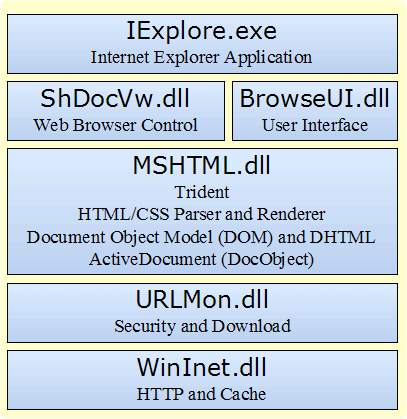 IExplore.exe
Internet Explorer Application
ShDocVw.dll
Web Browser Control
BrowseUI.dll
User Interface
MSHTML.dll
Trident
HTML/CSS Parser and Renderer
Document Object Model (DOM) and DHTML
ActiveDocument (DocObject)
URLMon.dll
Security and Download
WinInet.dll
HTTP and Cache